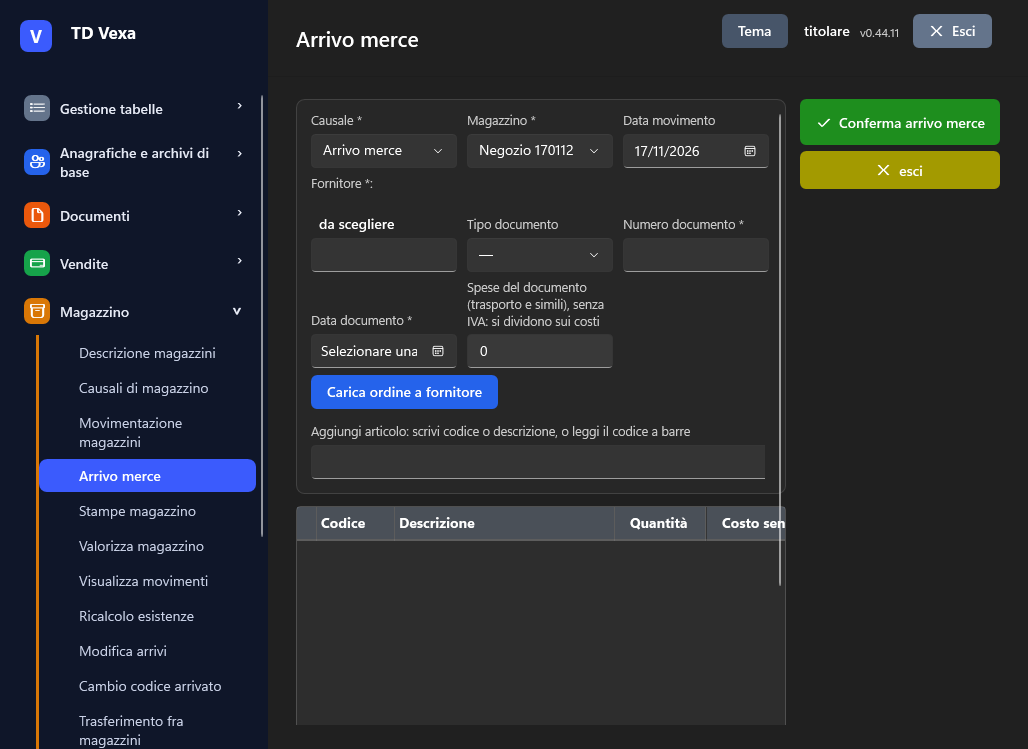 V TD Vexa
Gestione tabelle
Anagrafiche e archivi di
base
Documenti
Vendite
Magazzino
Descrizione magazzini
Causali di magazzino
Movimentazione
magazzini
Arrivo merce
Stampe magazzino
Valorizza magazzino
Visualizza movimenti
Ricalcolo esistenze
Modifica arrivi
Cambio codice arrivato
Trasferimento fra
magazzini
Arrivo merce
Tema titolare v0.44.11 Esci
Causale * Magazzino * Data movimento
Arrivo merce Negozio 170112 17/11/2026
Fornitore *:
da scegliere Tipo documento Numero documento *
—
Spese del documento
(trasporto e simili), senza
Data documento * IVA: si dividono sui costi
Selezionare una 0
Carica ordine a fornitore
Aggiungi articolo: scrivi codice o descrizione, o leggi il codice a barre
Codice Descrizione Quantità Costo sen
Conferma arrivo merce
esci